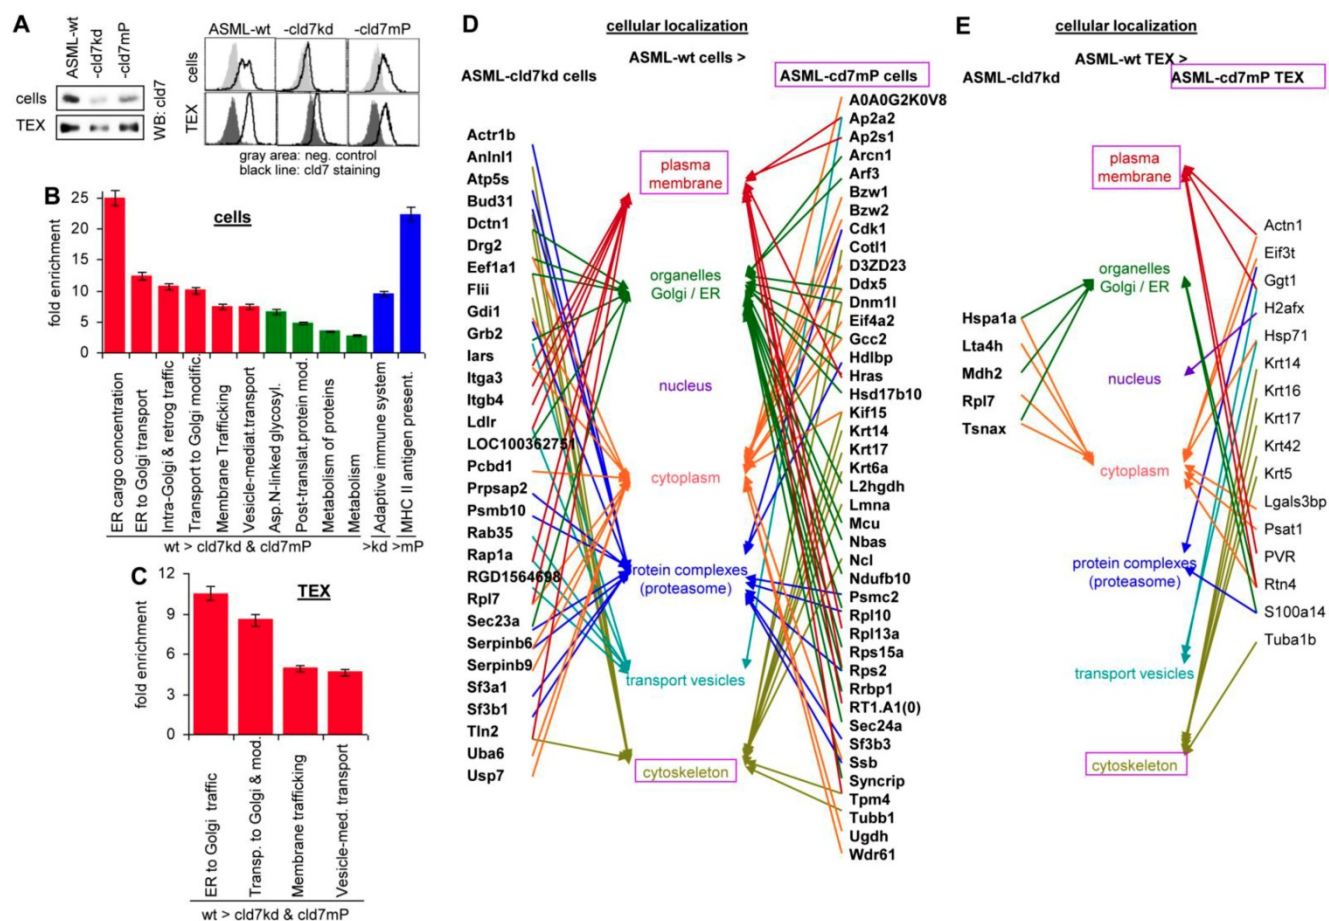 A
ASML-wt
-cld7kd
-cld7mP
cells
TEX
WB: cld7
ASML-wt
-cld7kd
-cld7mP
cells
TEX
gray area: neg. control
black line: cld7 staining
B
cells
fold enrichment
25
20
15
10
5
0
ER cargo concentration
ER to Golgi transport
Intra-Golgi & retrog traffic
Transport to Golgi modific.
Membrane Trafficking
Vesicle-mediat.transport
Asp.N-linked glycosyl.
Post-translat.protein mod.
Metabolism of proteins
Metabolism
Adaptive immune system
MHC II antigen present.
wt > cld7kd & cld7mP
>kd
>mP
C
TEX
fold enrichment
12
9
6
3
0
ER to Golgi traffic
Transp. to Golgi & mod.
Membrane trafficking
Vesicle-med. transport
wt > cld7kd & cld7mP
D
cellular localization
ASML-wt cells >
ASML-cld7kd cells
ASML-cd7mP cells
Actr1b
Anlnl1
Atp5s
Bud31
Dctn1
Drg2
Eef1a1
Flii
Gdi1
Grb2
Iars
Itga3
Itgb4
Ldlr
LOC100362751
Pcbd1
Prpsap2
Psmb10
Rab35
Rap1a
RGD1564698
Rpl7
Sec23a
Serpinb6
Serpinb9
Sf3a1
Sf3b1
Tln2
Uba6
Usp7
plasma
membrane
organelles
Golgi / ER
nucleus
cytoplasm
protein complexes
(proteasome)
transport vesicles
cytoskeleton
A0A0G2K0V8
Ap2a2
Ap2s1
Arcn1
Arf3
Bzw1
Bzw2
Cdk1
Cotl1
D3ZD23
Ddx5
Dnm1l
Eif4a2
Gcc2
Hdlbp
Hras
Hsd17b10
Kif15
Krt14
Krt17
Krt6a
L2hgdh
Lmna
Mcu
Nbas
Ncl
Ndufb10
Psmc2
Rpl10
Rpl13a
Rps15a
Rps2
Rrbp1
RT1.A1(0)
Sec24a
Sf3b3
Ssb
Syncrip
Tpm4
Tubb1
Ugdh
Wdr61
E
cellular localization
ASML-wt TEX >
ASML-cld7kd
ASML-cd7mP TEX
Hspa1a
Lta4h
Mdh2
Rpl7
Tsnax
plasma
membrane
organelles
Golgi / ER
nucleus
cytoplasm
protein complexes
(proteasome)
transport vesicles
cytoskeleton
Actn1
Eif3t
Ggt1
H2afx
Hsp71
Krt14
Krt16
Krt17
Krt42
Krt5
Lgals3bp
Psat1
PVR
Rtn4
S100a14
Tuba1b